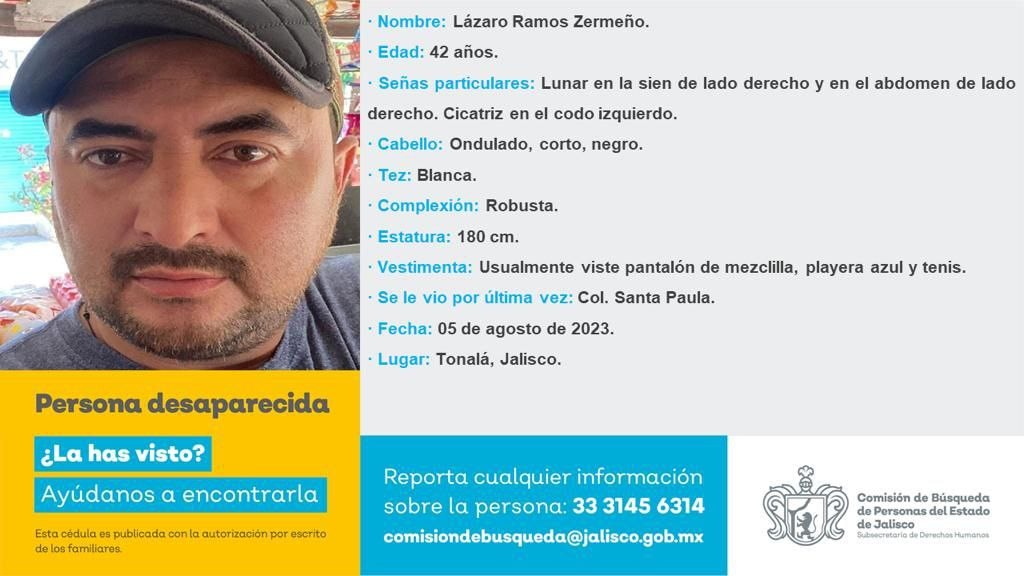 · Nombre: Lázaro Ramos Zermeño.
· Edad: 42 años.
· Señas particulares: Lunar en la sien de lado derecho y en el abdomen de lado
derecho. Cicatriz en el codo izquierdo.
· Cabello: Ondulado, corto, negro.
· Tez: Blanca.
· Complexión: Robusta.
· Estatura: 180 cm.
· Vestimenta: Usualmente viste pantalón de mezclilla, playera azul y tenis.
· Se le vio por última vez: Col. Santa Paula.
· Fecha: 05 de agosto de 2023.
· Lugar: Tonalá, Jalisco.
Persona desaparecida
¿La has visto?
Ayúdanos a encontrarla
Esta cédula es publicada con la autorización por escrito
de los familiares.
Reporta cualquier información
sobre la persona: 33 3145 6314
comisiondebusqueda@jalisco.gob.mx
Comisión de Búsqueda
de Personas del Estado
de Jalisco
Subsecretaría de Derechos Humanos